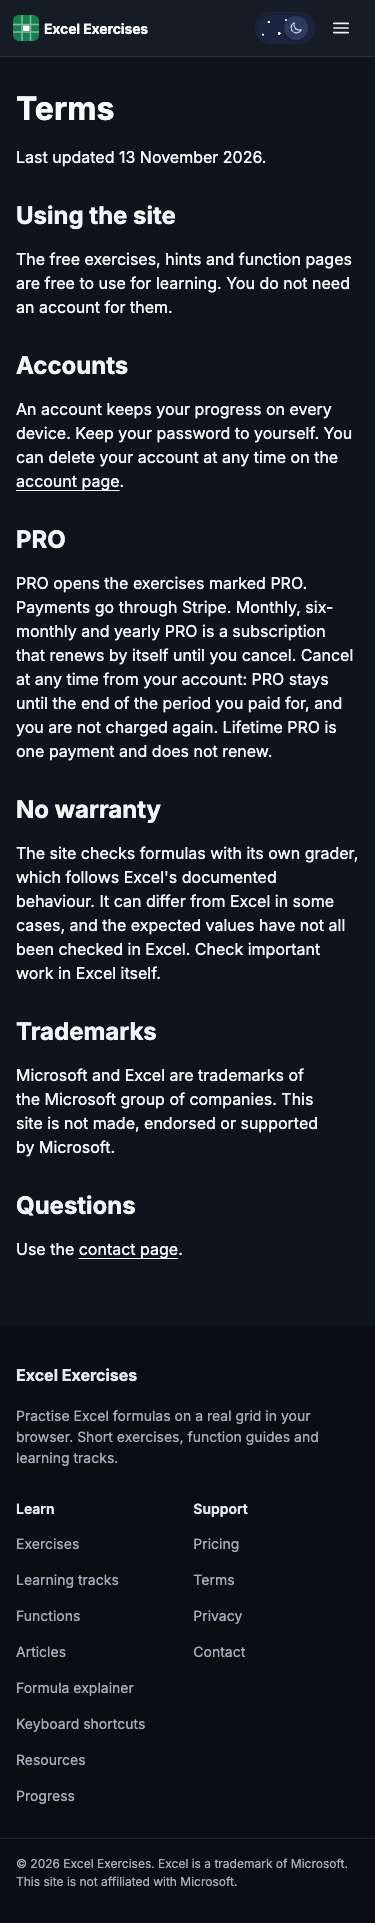 Excel Exercises
Terms
Last updated 13 November 2026.
Using the site
The free exercises, hints and function pages
are free to use for learning. You do not need
an account for them.
Accounts
An account keeps your progress on every
device. Keep your password to yourself. You
can delete your account at any time on the
account page.
PRO
PRO opens the exercises marked PRO.
Payments go through Stripe. Monthly, six-
monthly and yearly PRO is a subscription
that renews by itself until you cancel. Cancel
at any time from your account: PRO stays
until the end of the period you paid for, and
you are not charged again. Lifetime PRO is
one payment and does not renew.
No warranty
The site checks formulas with its own grader,
which follows Excel's documented
behaviour. It can differ from Excel in some
cases, and the expected values have not all
been checked in Excel. Check important
work in Excel itself.
Trademarks
Microsoft and Excel are trademarks of
the Microsoft group of companies. This
site is not made, endorsed or supported
by Microsoft.
Questions
Use the contact page.
Excel Exercises
Practise Excel formulas on a real grid in your
browser. Short exercises, function guides and
learning tracks.
Learn
Exercises
Learning tracks
Functions
Articles
Formula explainer
Keyboard shortcuts
Resources
Progress
Support
Pricing
Terms
Privacy
Contact
© 2026 Excel Exercises. Excel is a trademark of Microsoft.
This site is not affiliated with Microsoft.